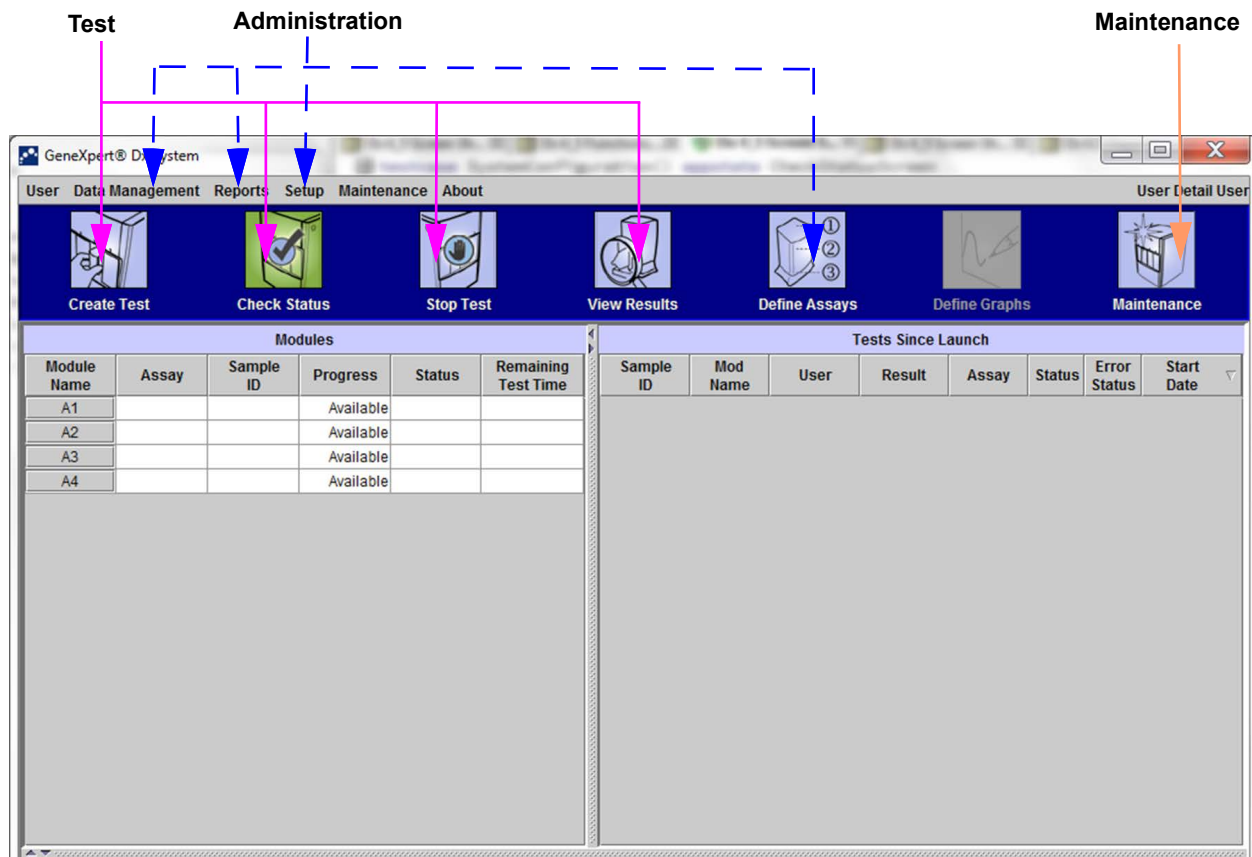 Test Administration Maintenance
GeneXpert® Dx System
User Data Management Reports Setup Maintenance About User Detail User
①
②
③
Create Test Check Status Stop Test View Results Define Assays Define Graphs Maintenance
Modules
Module Name Assay Sample ID Progress Status Remaining Test Time
A1 Available
A2 Available
A3 Available
A4 Available
Tests Since Launch
Sample ID Mod Name User Result Assay Status Error Status Start Date